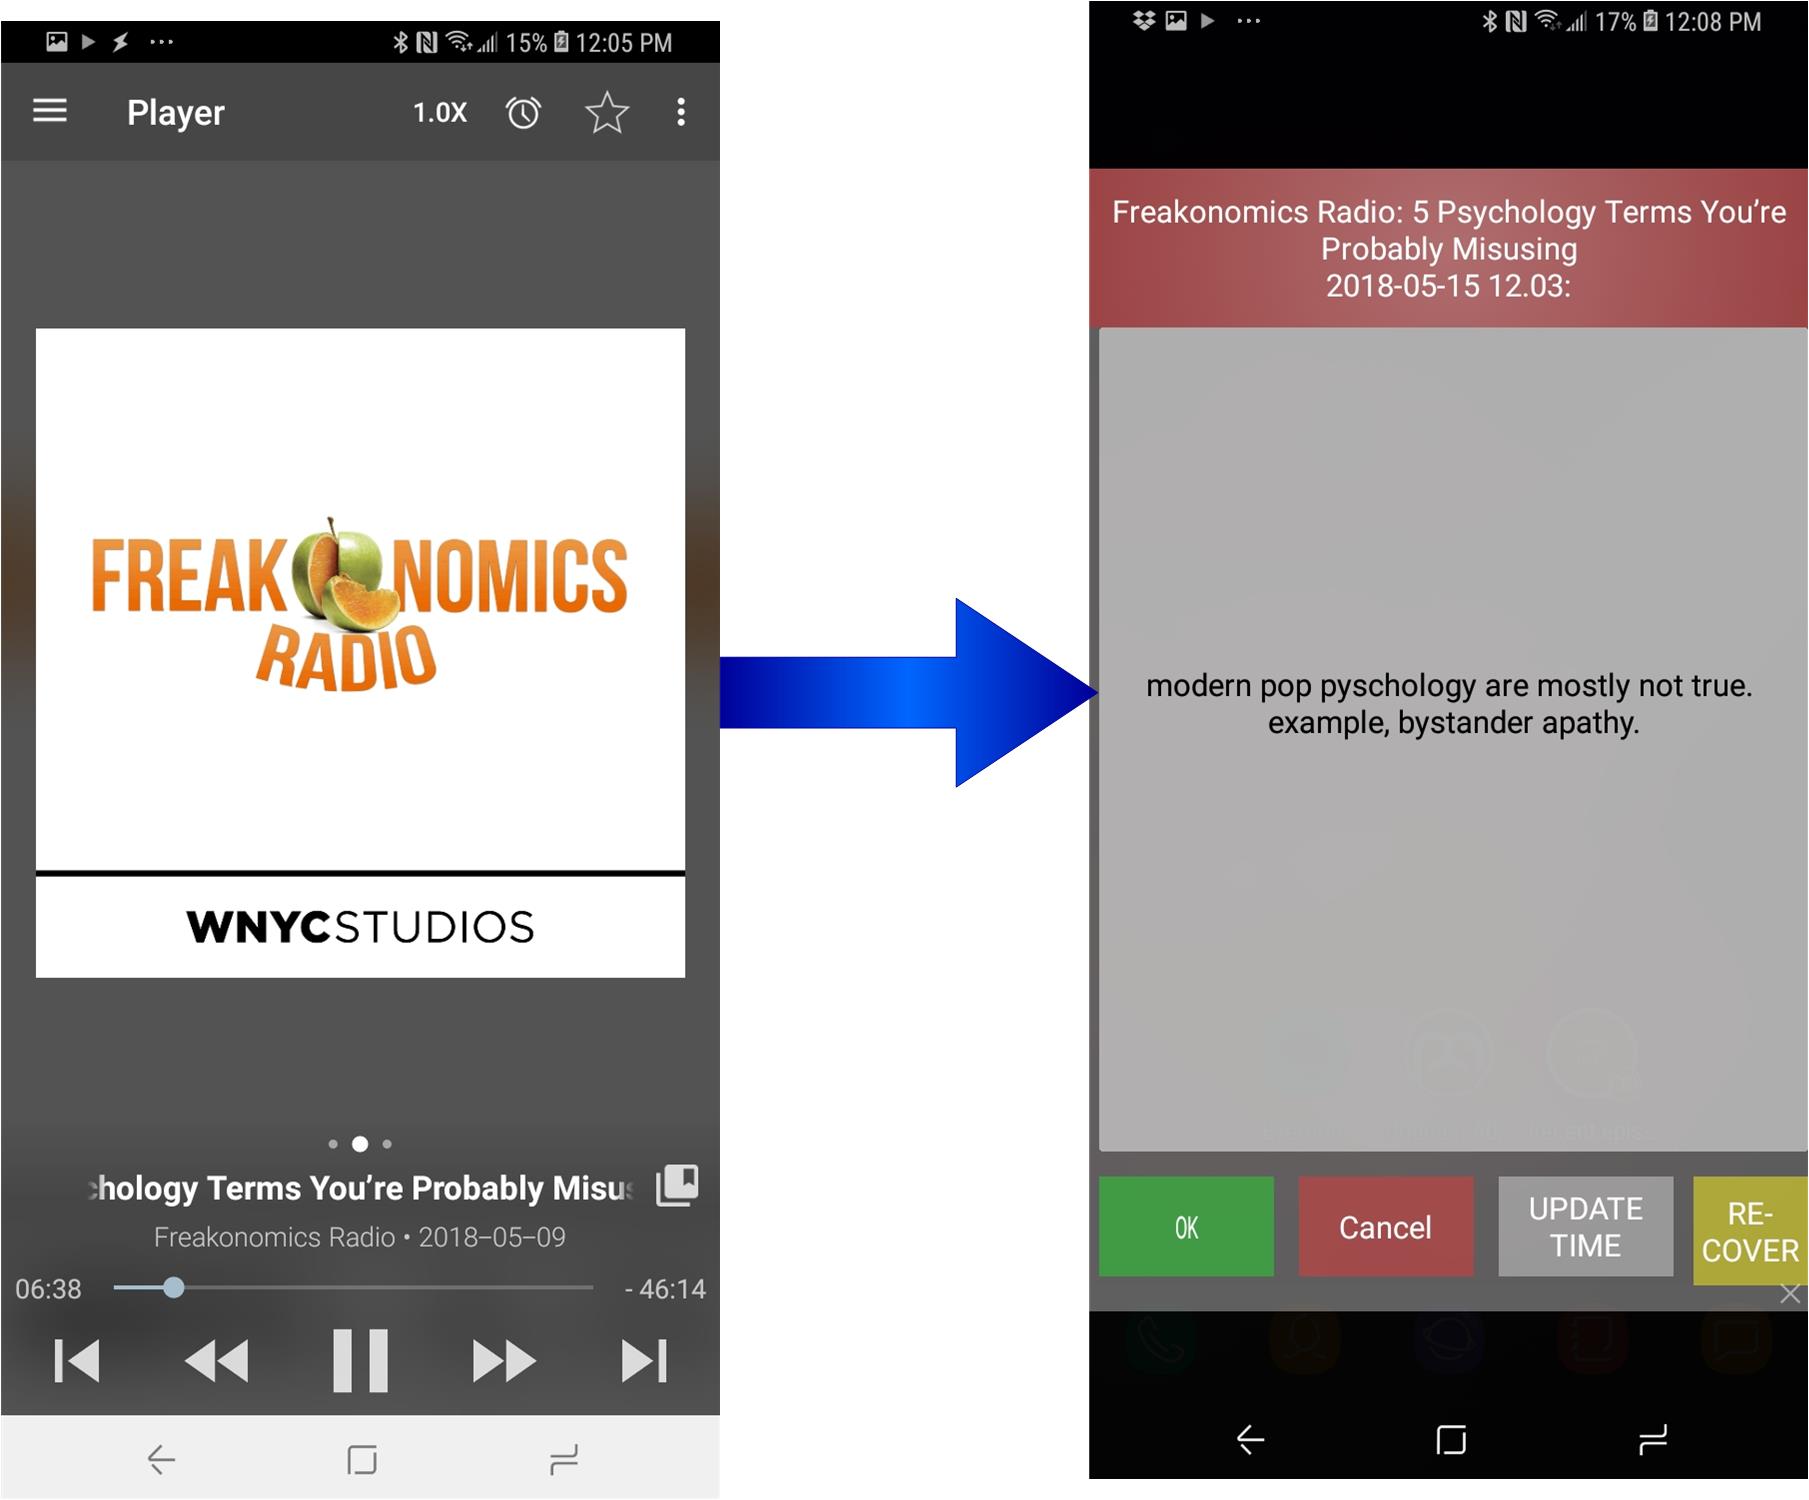 15% 12:05 PM
Player 1.0X
FREAKONOMICS
RADIO
WNYCSTUDIOS
hology Terms You’re Probably Misu
Freakonomics Radio • 2018–05–09
06:38 - 46:14
17% 12:08 PM
Freakonomics Radio: 5 Psychology Terms You’re
Probably Misusing
2018-05-15 12.03:
modern pop pyschology are mostly not true.
example, bystander apathy.
OK
Cancel
UPDATE
TIME
RE-
COVER